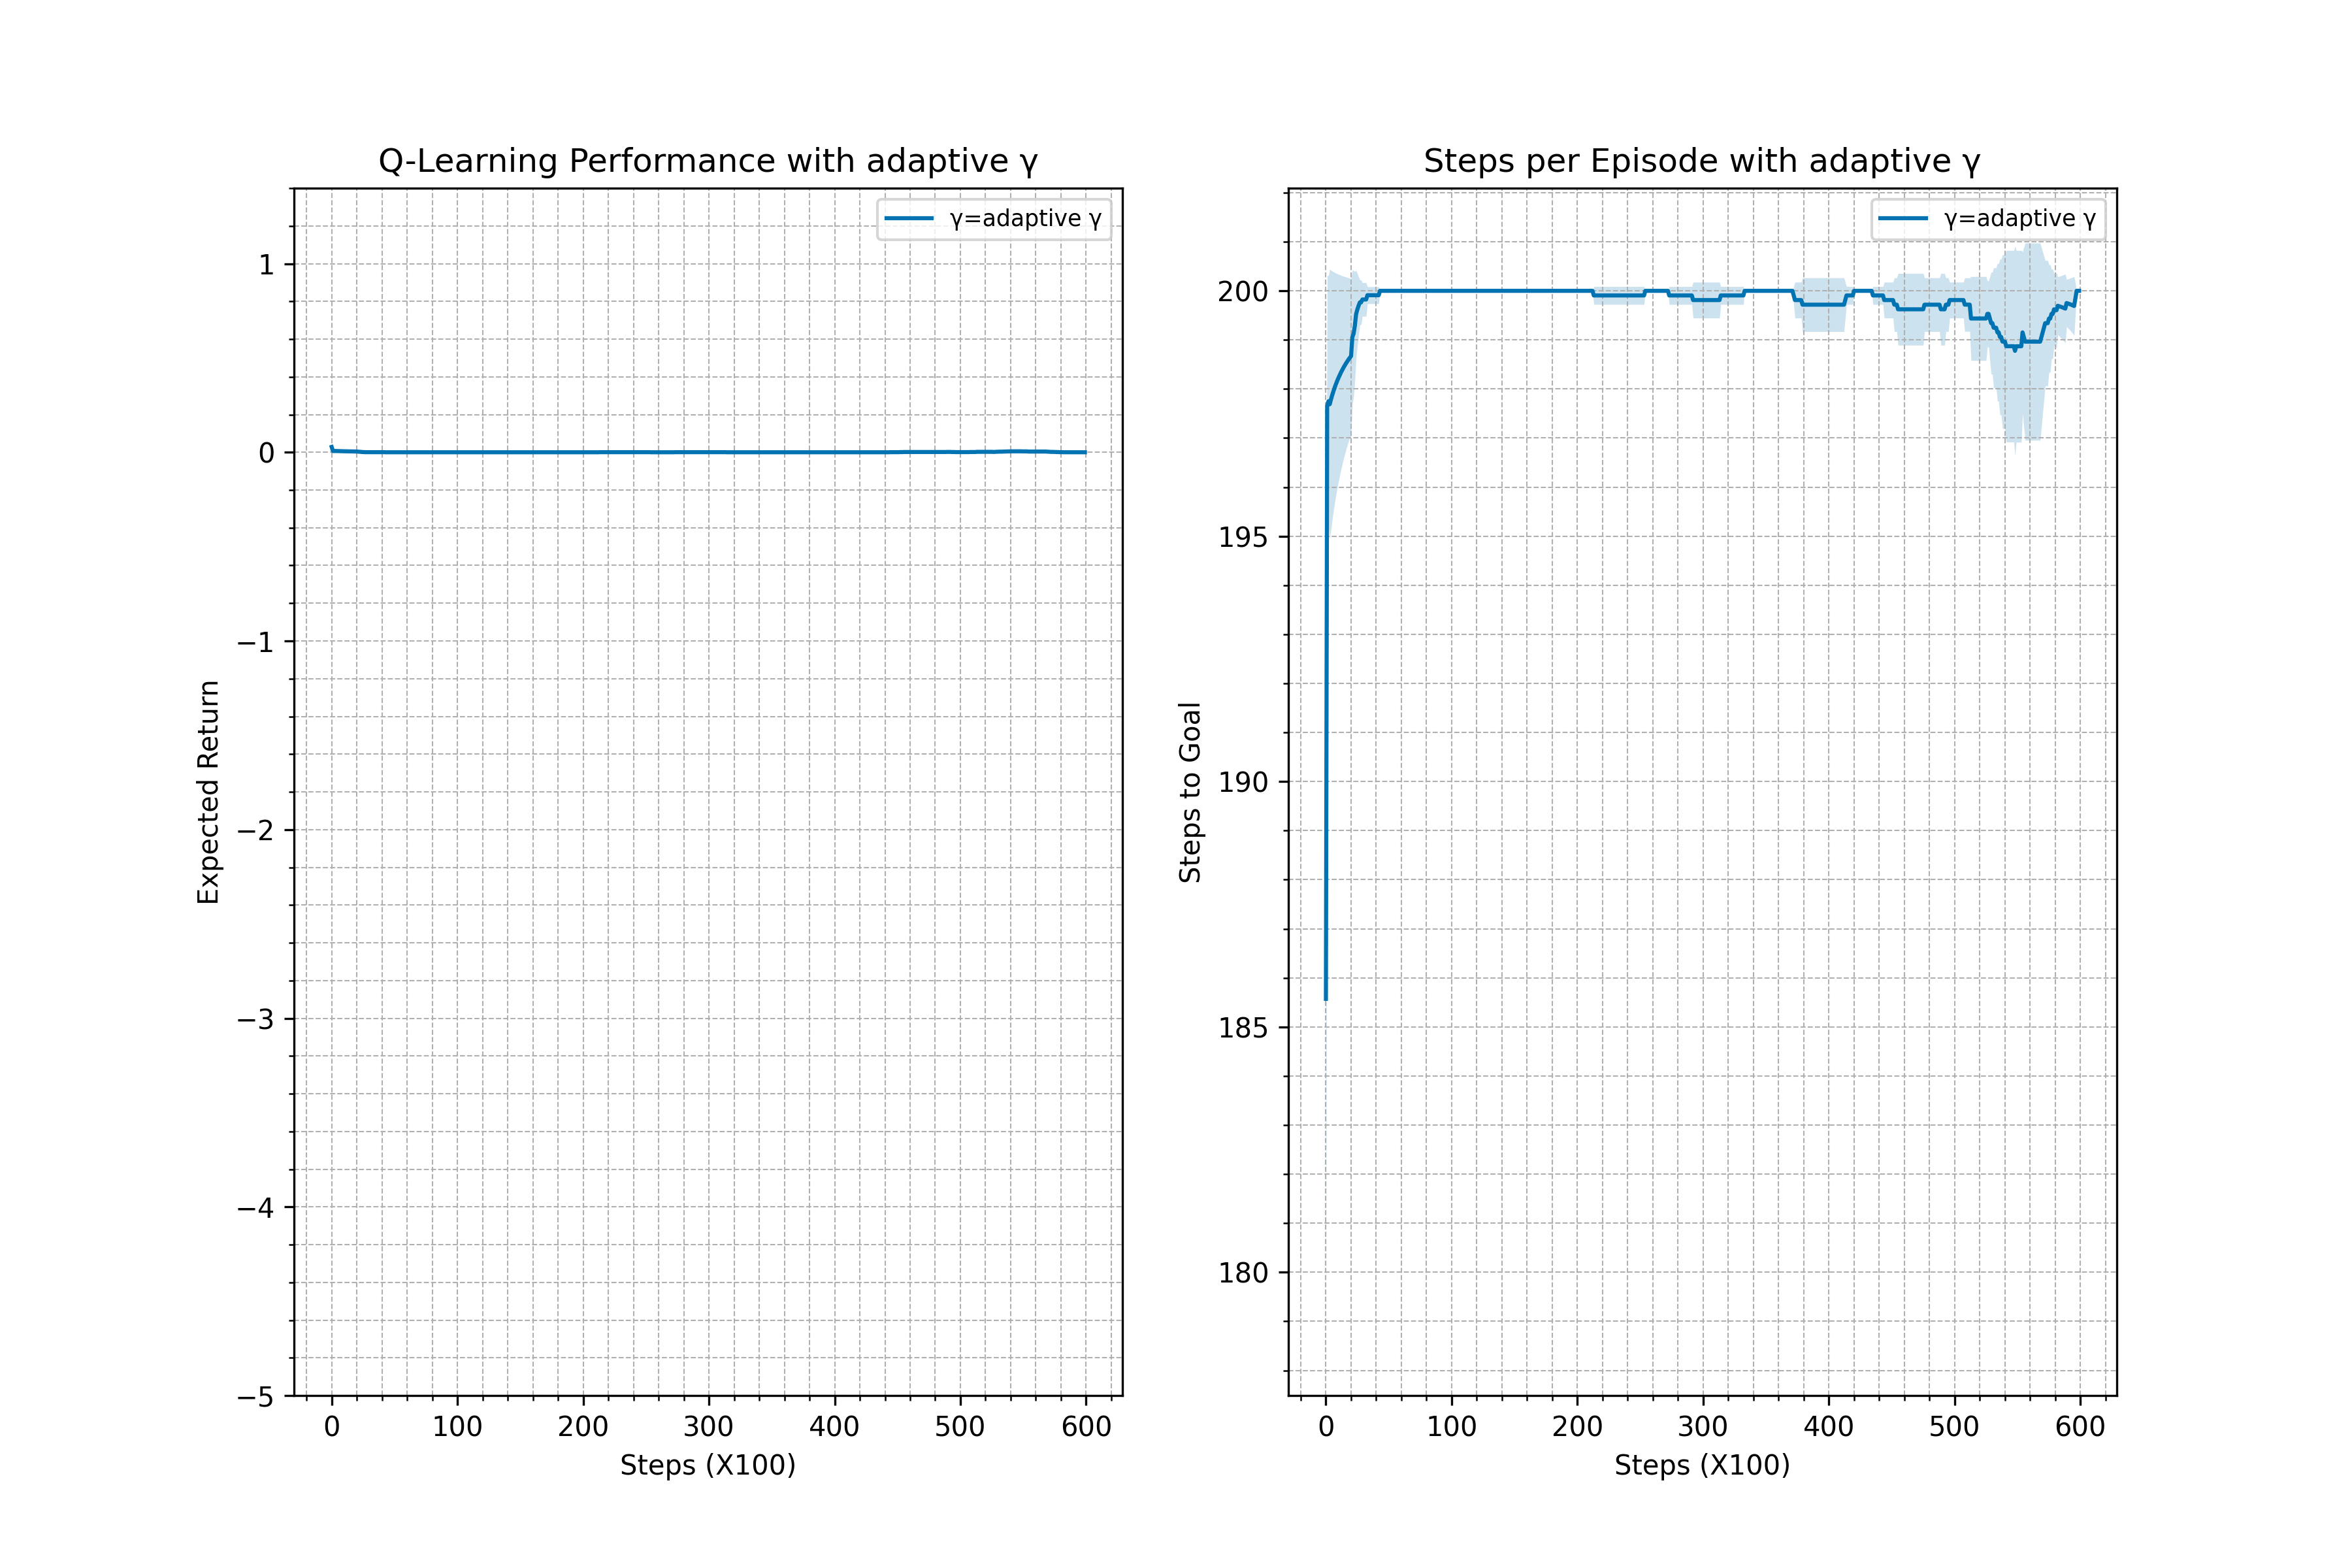 Q-Learning Performance with adaptive γ
γ=adaptive γ
1
0
−1
−2
−3
−4
−5
Expected Return
0 100 200 300 400 500 600
Steps (X100)
Steps per Episode with adaptive γ
γ=adaptive γ
200
195
190
185
180
Steps to Goal
0 100 200 300 400 500 600
Steps (X100)